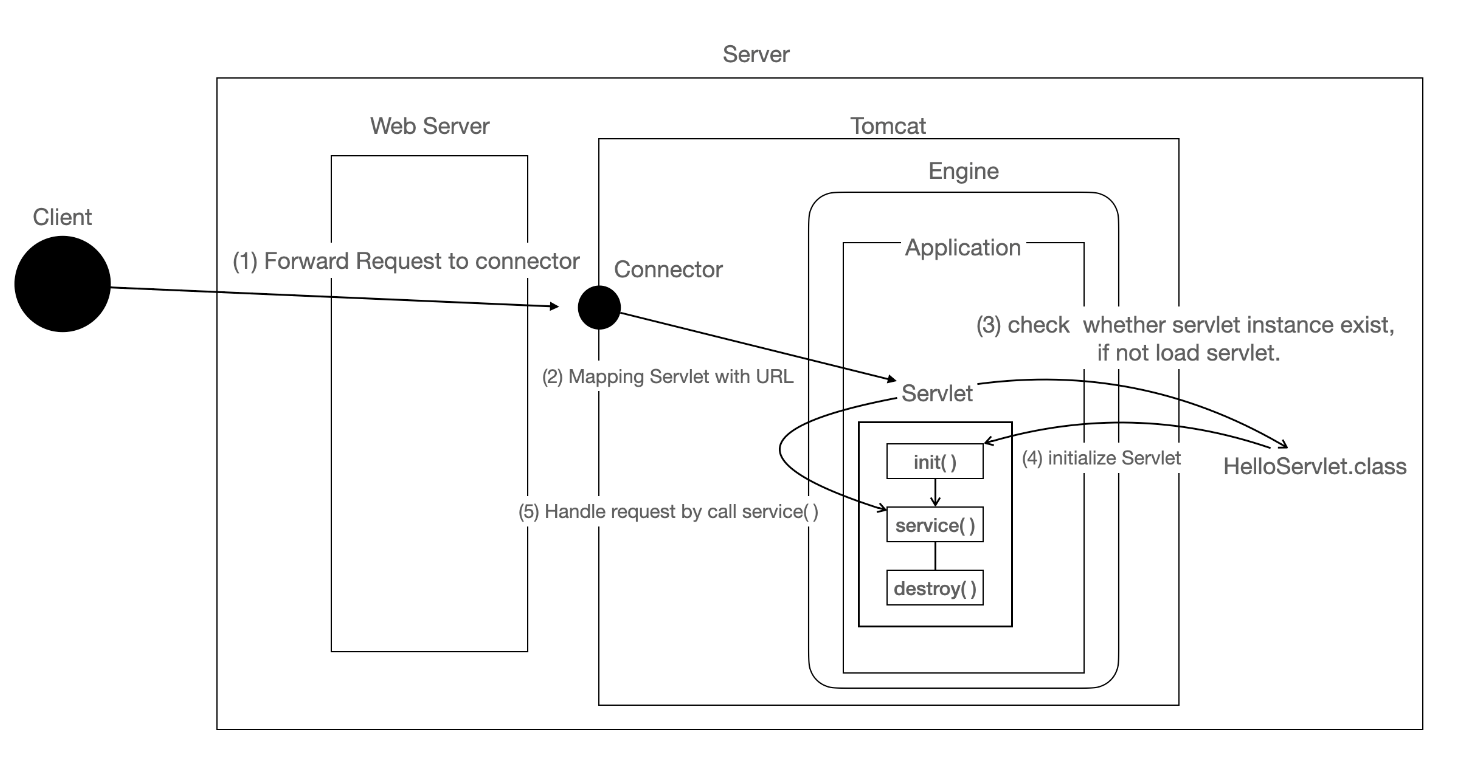 Server
Web Server
Tomcat
Engine
Client
Application
(1) Forward Request to connector
Connector
(3) check  whether servlet instance exist,
if not load servlet.
(2) Mapping Servlet with URL
Servlet
init( )
(4) initialize Servlet
HelloServlet.class
(5) Handle request by call service( )
service( )
destroy( )